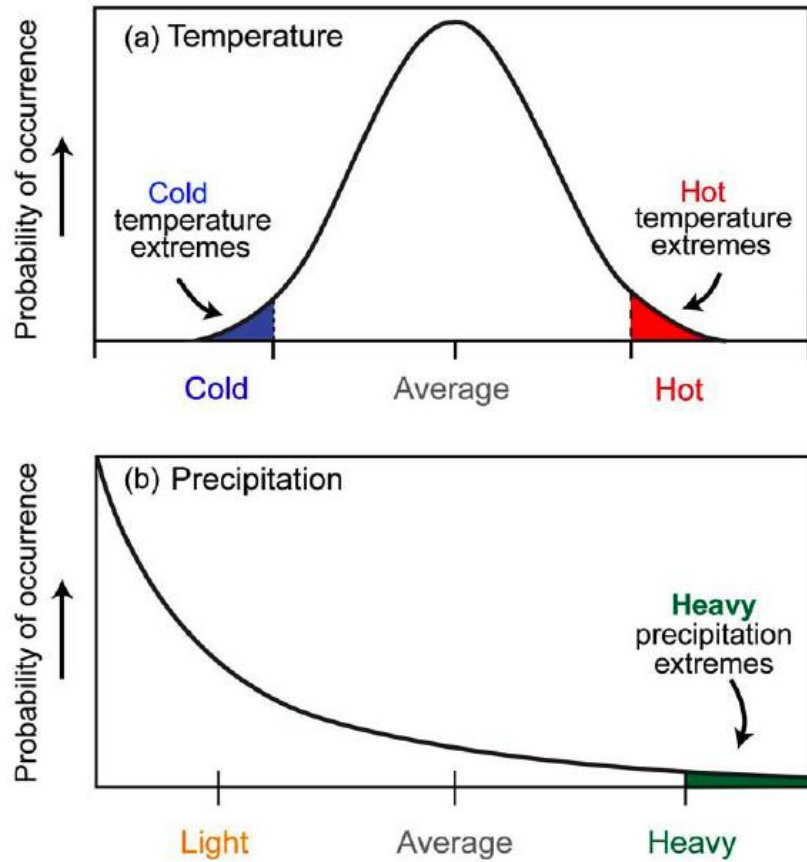 (a) Temperature
Probability of occurrence
Cold
temperature
extremes
Hot
temperature
extremes
Cold
Average
Hot
(b) Precipitation
Probability of occurrence
Heavy
precipitation
extremes
Light
Average
Heavy